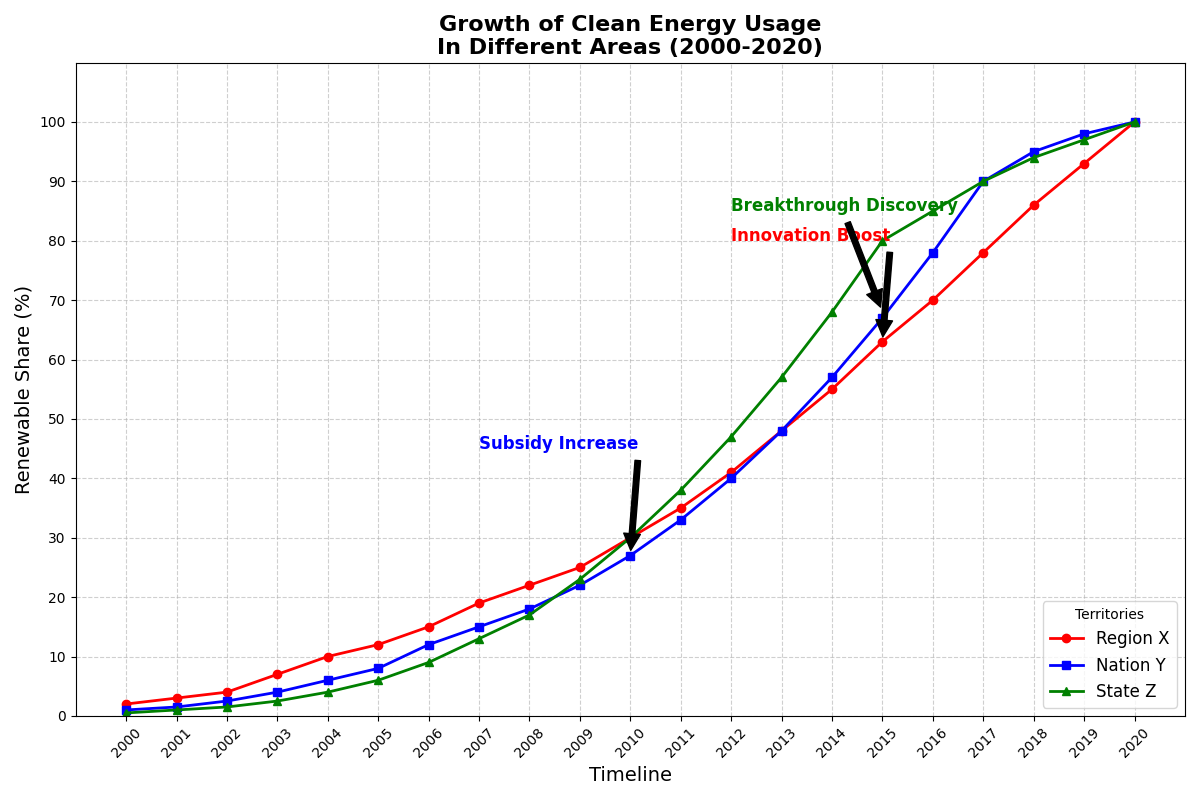 Growth of Clean Energy Usage
In Different Areas (2000-2020)
Renewable Share (%)
100
90
80
70
60
50
40
30
20
10
0
Breakthrough Discovery
Innovation Boost
Subsidy Increase
Territories
Region X
Nation Y
State Z
2000 2001 2002 2003 2004 2005 2006 2007 2008 2009 2010 2011 2012 2013 2014 2015 2016 2017 2018 2019 2020
Timeline